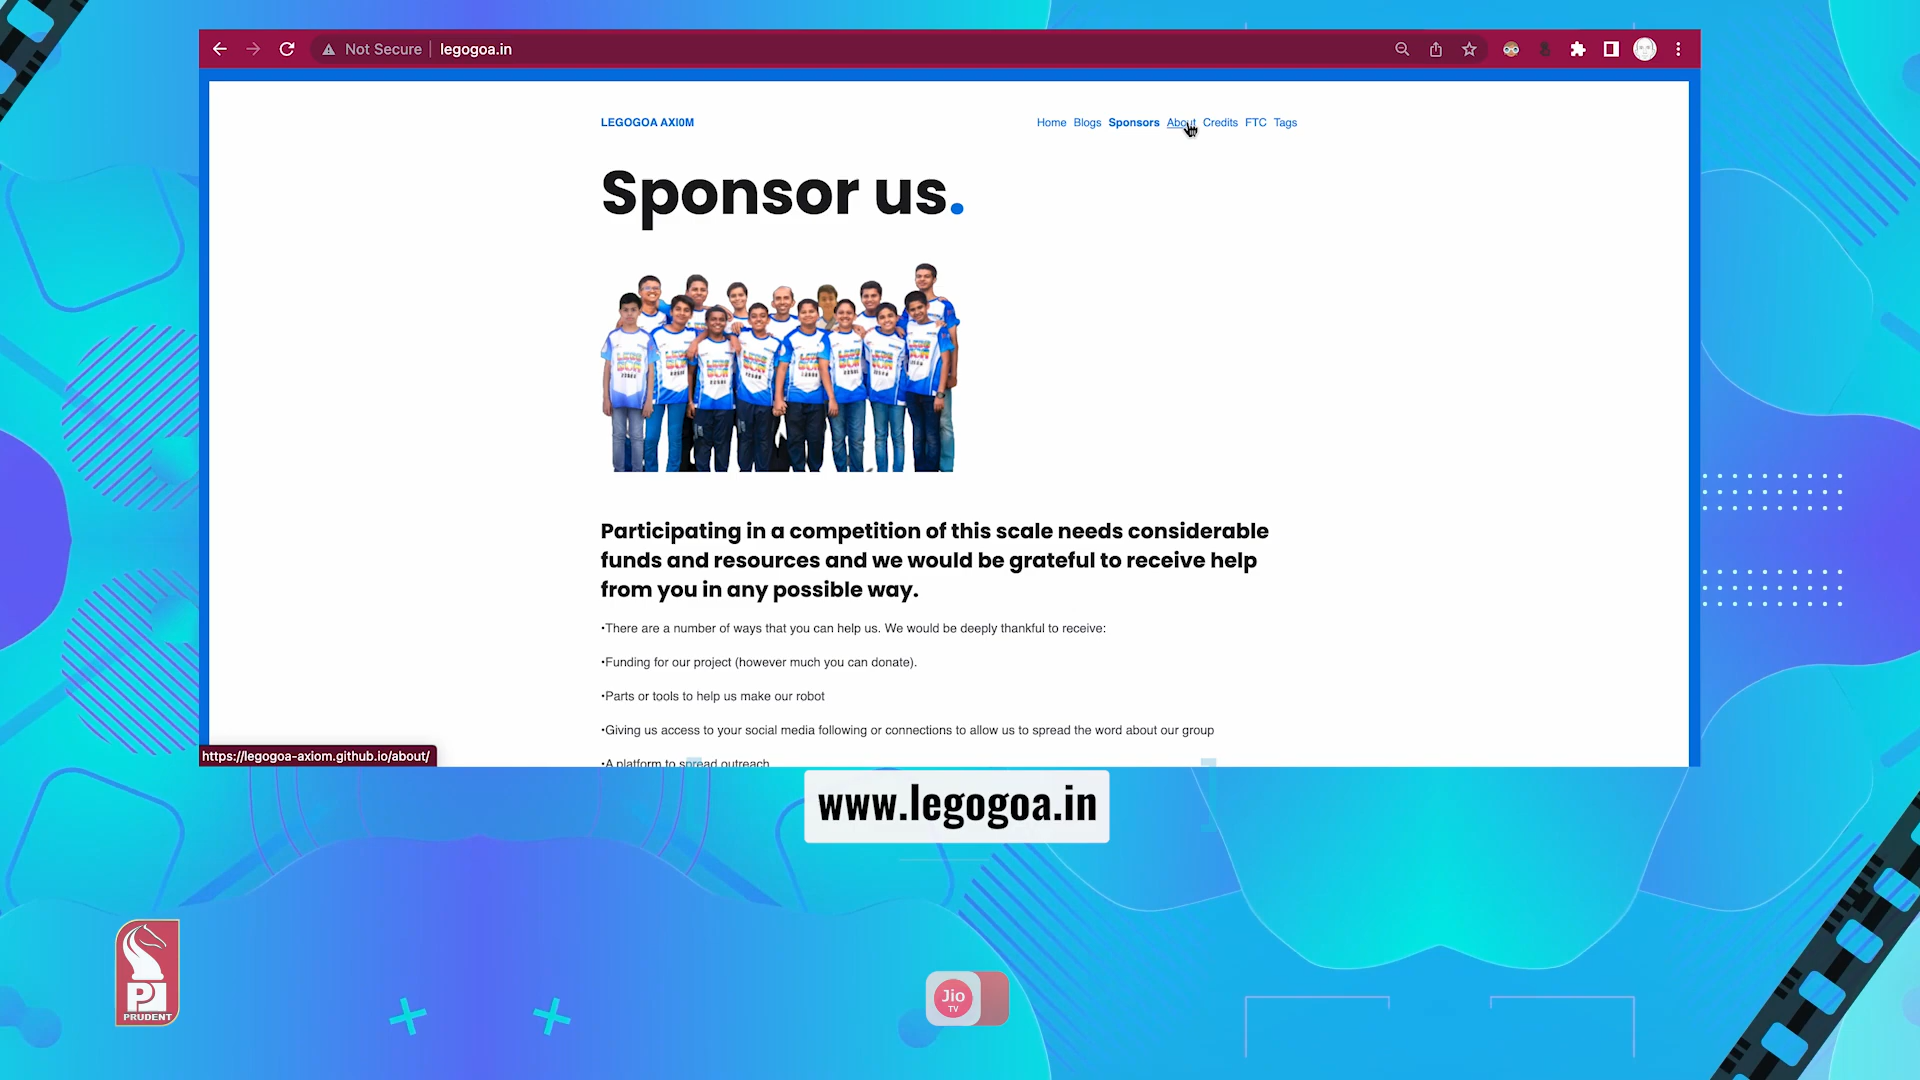 Not Secure legogoa.in
LEGOGOA AXI0M
Home Blogs Sponsors About Credits FTC Tags
Sponsor us.
Participating in a competition of this scale needs considerable
funds and resources and we would be grateful to receive help
from you in any possible way.
•There are a number of ways that you can help us. We would be deeply thankful to receive:
•Funding for our project (however much you can donate).
•Parts or tools to help us make our robot
•Giving us access to your social media following or connections to allow us to spread the word about our group
•A platform to spread outreach
https://legogoa-axiom.github.io/about/
www.legogoa.in
P
PRUDENT
Jio
TV